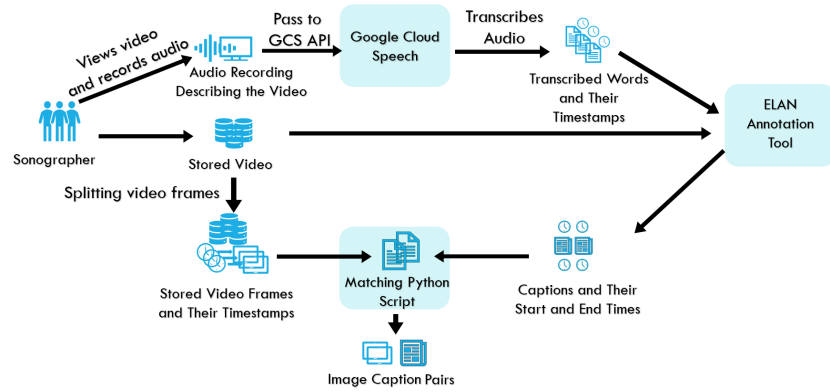 Views video
and records audio
Pass to
GCS API
Google Cloud
Speech
Transcribes
Audio
Audio Recording
Describing the Video
Transcribed Words
and Their
Timestamps
ELAN
Annotation
Tool
Sonographer
Stored Video
Splitting video frames
Stored Video Frames
and Their Timestamps
Matching Python
Script
Captions and Their
Start and End Times
Image Caption Pairs